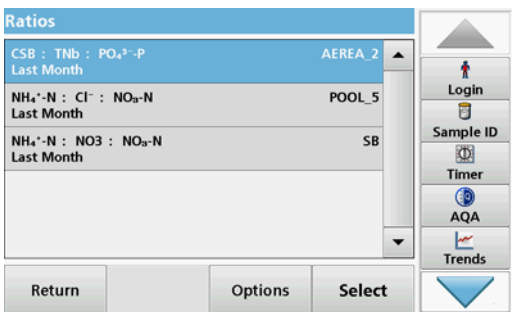 Ratios
CSB : TNb : PO₄³⁻-P AEREA_2
Last Month
NH₄⁺-N : Cl⁻ : NO₃-N POOL_5
Last Month
NH₄⁺-N : NO3 : NO₃-N SB
Last Month
Login
Sample ID
Timer
AQA
Trends
Return Options Select